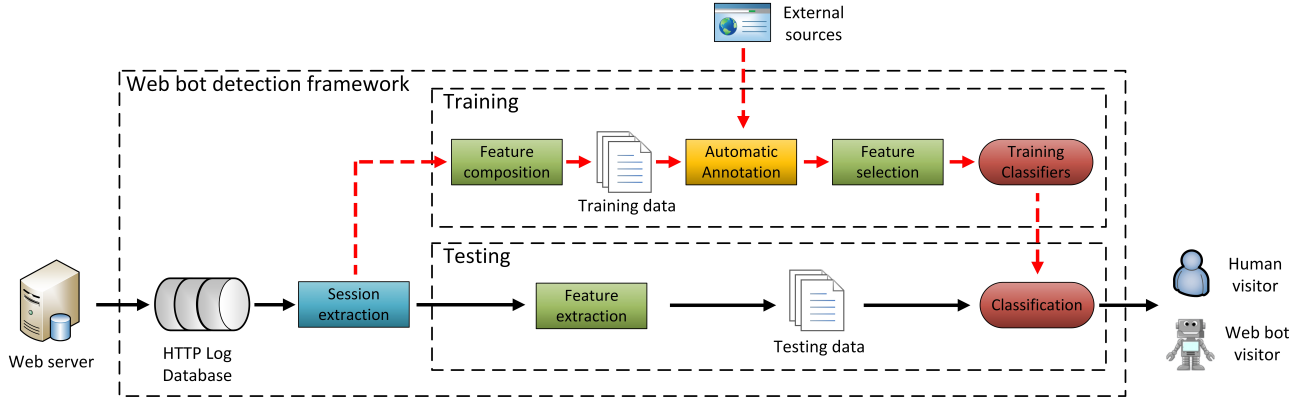 External
sources
Web bot detection framework
Training
Feature
composition
Training data
Automatic
Annotation
Feature
selection
Training
Classifiers
Testing
Web server
HTTP Log
Database
Session
extraction
Feature
extraction
Testing data
Classification
Human
visitor
Web bot
visitor